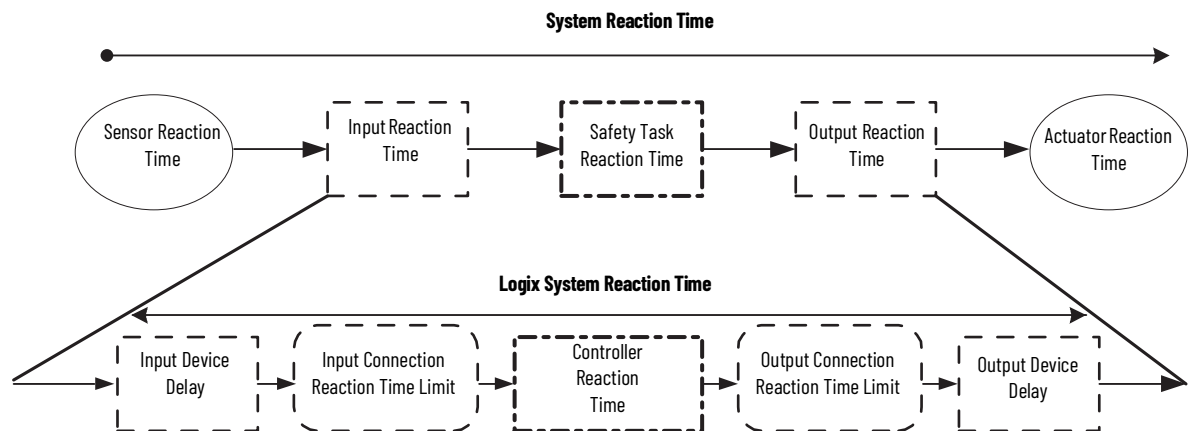 System Reaction Time
Sensor Reaction
Time
Input Reaction
Time
Safety Task
Reaction Time
Output Reaction
Time
Actuator Reaction
Time
Logix System Reaction Time
Input Device
Delay
Input Connection
Reaction Time Limit
Controller
Reaction
Time
Output Connection
Reaction Time Limit
Output Device
Delay